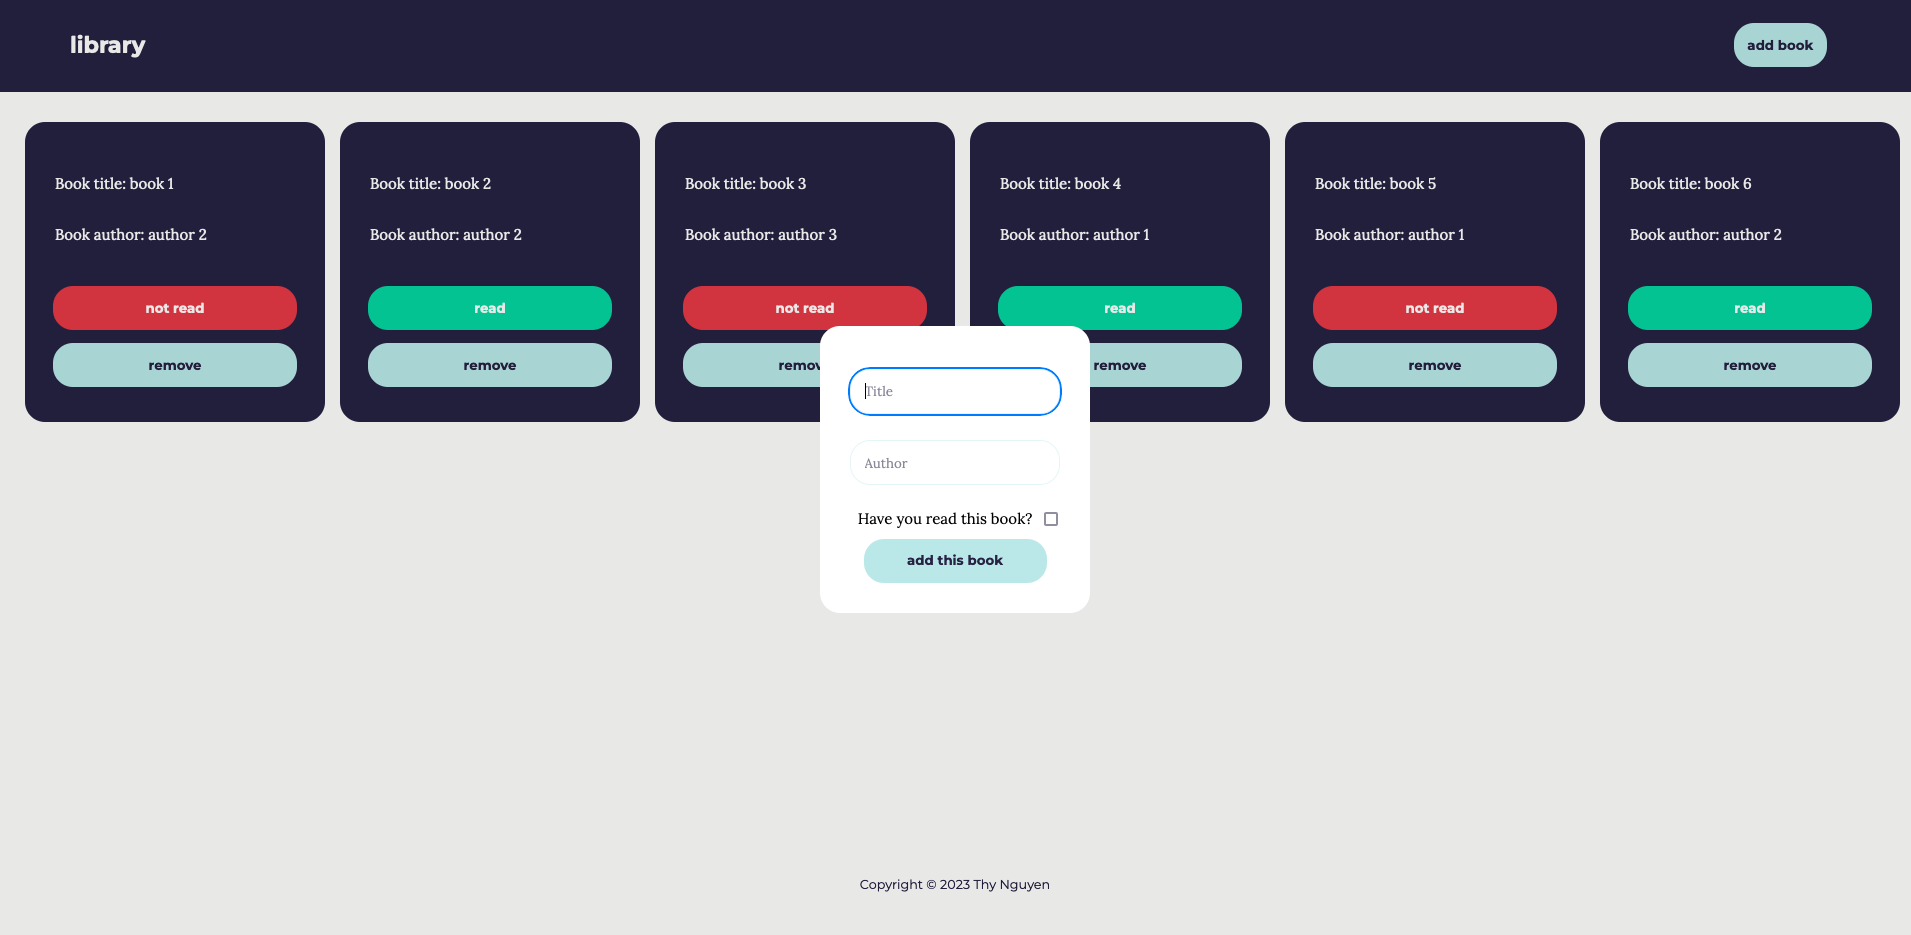 library
add book
Book title: book 1
Book author: author 2
not read
remove
Book title: book 2
Book author: author 2
read
remove
Book title: book 3
Book author: author 3
not read
remov
Book title: book 4
Book author: author 1
read
remove
Book title: book 5
Book author: author 1
not read
remove
Book title: book 6
Book author: author 2
read
remove
Title
Author
Have you read this book?
add this book
Copyright © 2023 Thy Nguyen